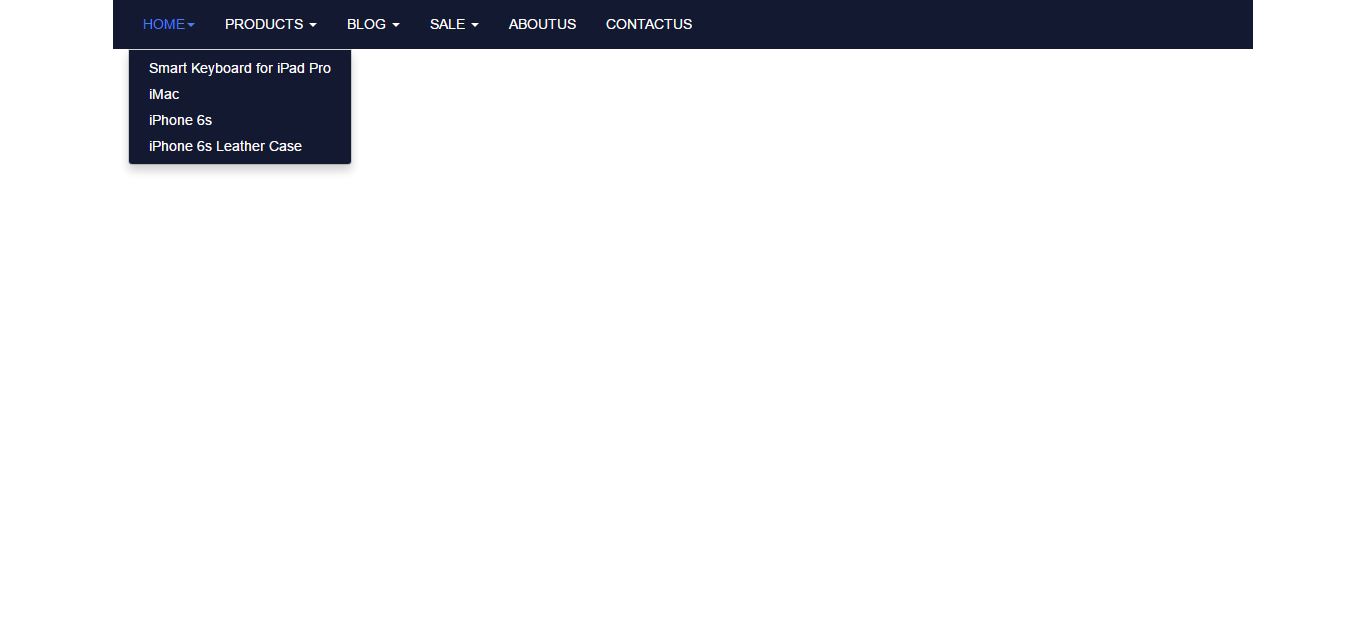 HOME PRODUCTS BLOG SALE ABOUTUS CONTACTUS
Smart Keyboard for iPad Pro
iMac
iPhone 6s
iPhone 6s Leather Case